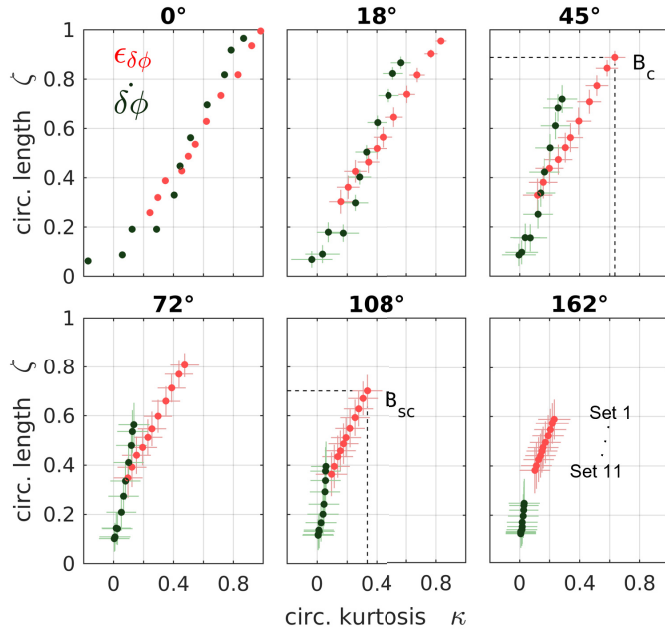 0° 18° 45°
1
0.8
0.6
0.4
0.2
0
circ. length ζ
ϵδϕ
δϕ̇
B_c
72° 108° 162°
1
0.8
0.6
0.4
0.2
0
circ. length ζ
B_sc
Set 1
Set 11
0 0.4 0.8 0 0.4 0.8 0 0.4 0.8
circ. kurtosis κ